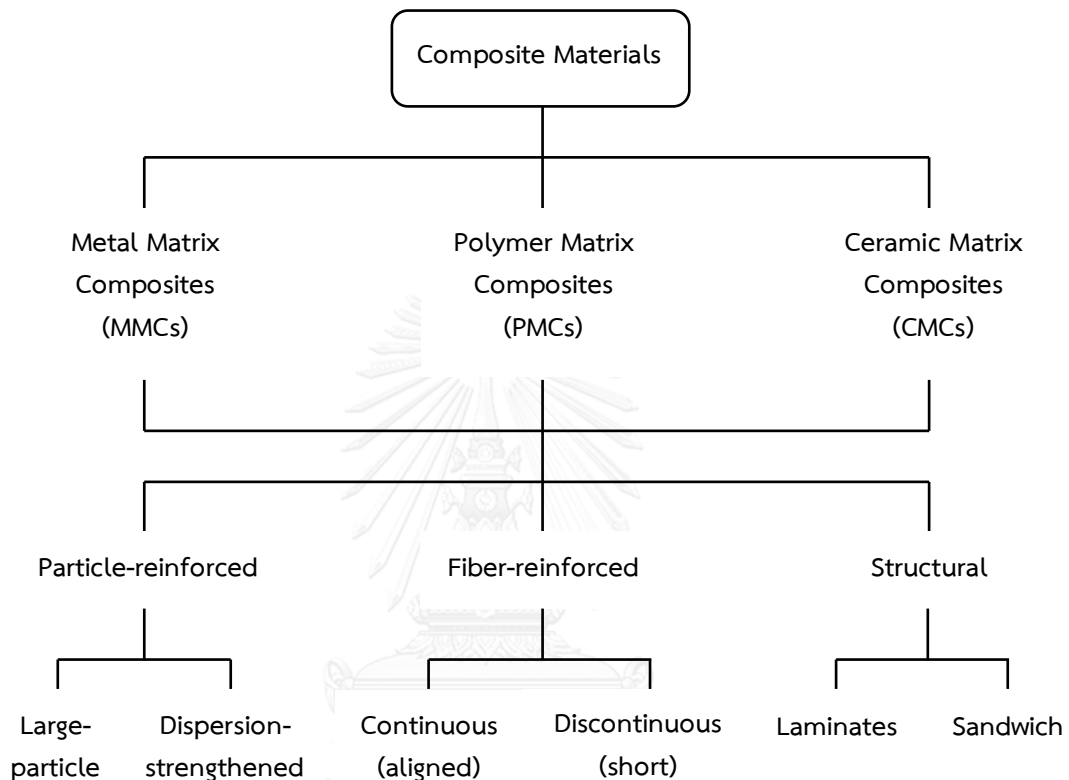 Composite Materials
Metal Matrix
Composites
(MMCs)
Polymer Matrix
Composites
(PMCs)
Ceramic Matrix
Composites
(CMCs)
Particle-reinforced
Fiber-reinforced
Structural
Large-
particle
Dispersion-
strengthened
Continuous
(aligned)
Discontinuous
(short)
Laminates
Sandwich